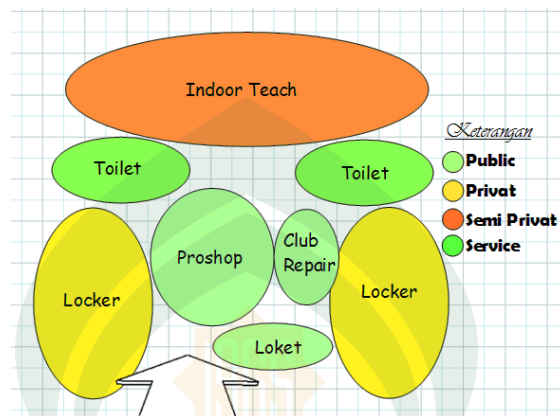 Indoor Teach
Keterangan
Public
Toilet
Toilet
Privat
Semi Privat
Proshop
Club
Repair
Service
Locker
Locker
Loket